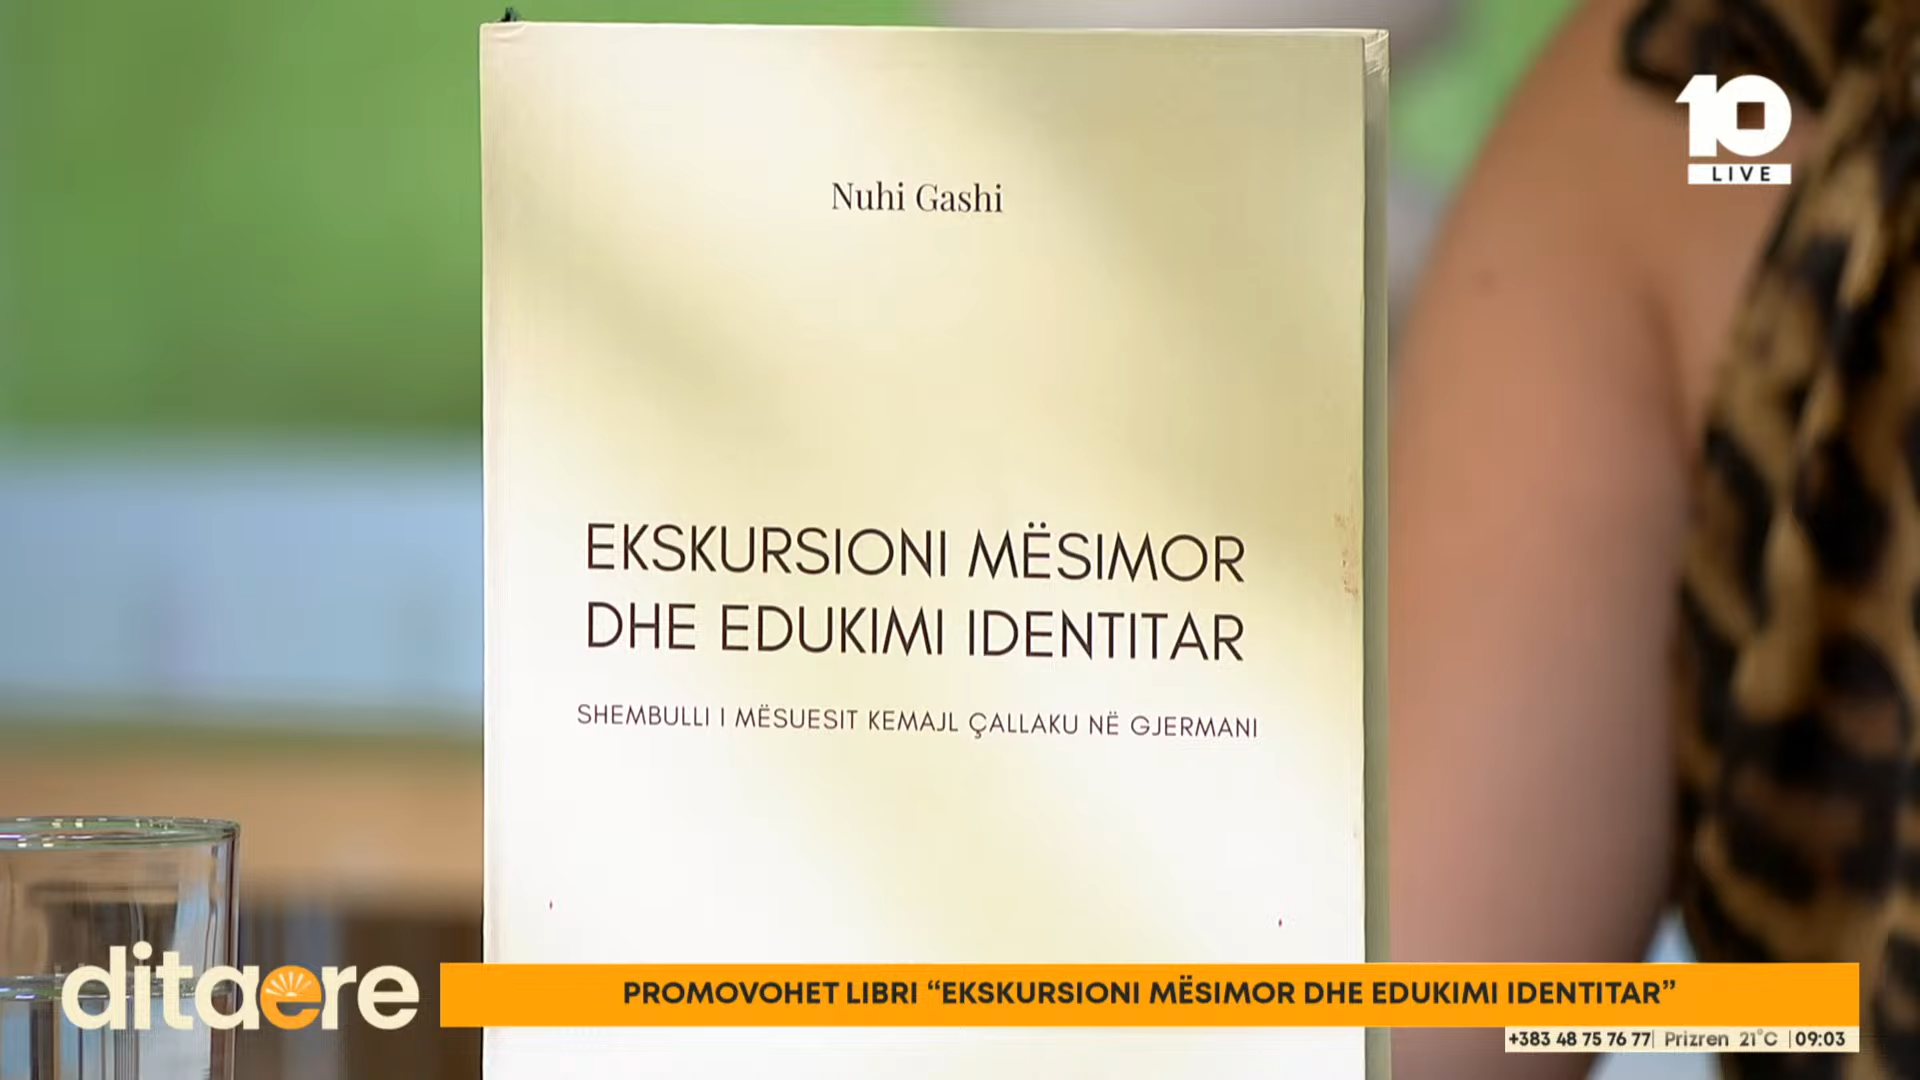 10
LIVE
Nuhi Gashi
EKSKURSIONI MËSIMOR
DHE EDUKIMI IDENTITAR
SHEMBULLI I MËSUESIT KEMAJL ÇALLAKU NË GJERMANI
ditaere
PROMOVOHET LIBRI “EKSKURSIONI MËSIMOR DHE EDUKIMI IDENTITAR”
+383 48 75 76 77| Prizren 21°C |09:03